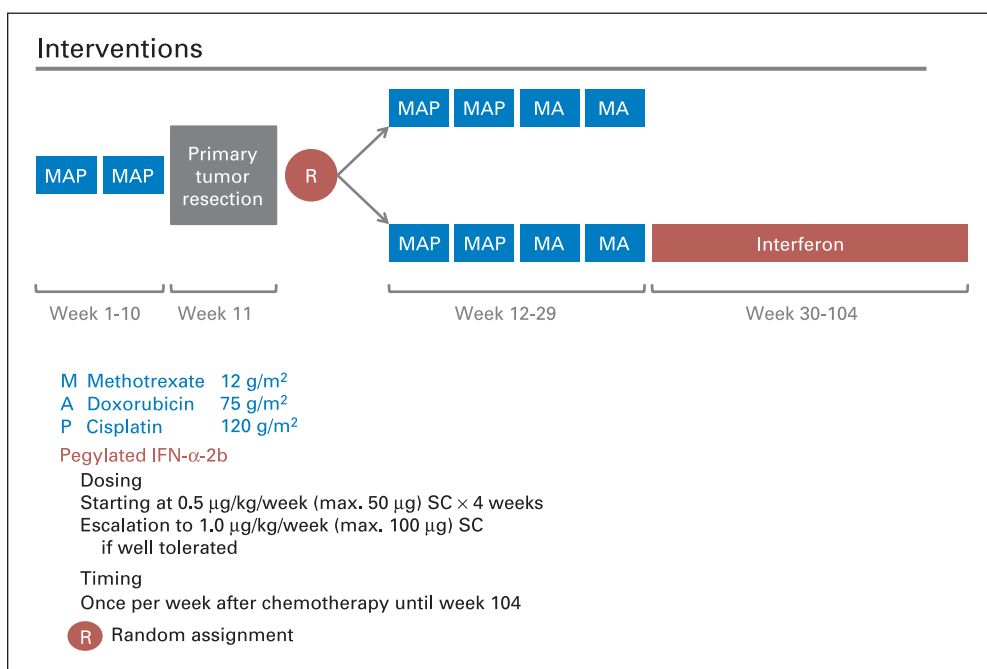 Interventions
MAP MAP MA MA
MAP MAP
Primary
tumor
resection
R
MAP MAP MA MA Interferon
Week 1-10 Week 11 Week 12-29 Week 30-104
M Methotrexate 12 g/m²
A Doxorubicin 75 g/m²
P Cisplatin 120 g/m²
Pegylated IFN-α-2b
Dosing
Starting at 0.5 μg/kg/week (max. 50 μg) SC × 4 weeks
Escalation to 1.0 μg/kg/week (max. 100 μg) SC
if well tolerated
Timing
Once per week after chemotherapy until week 104
R Random assignment